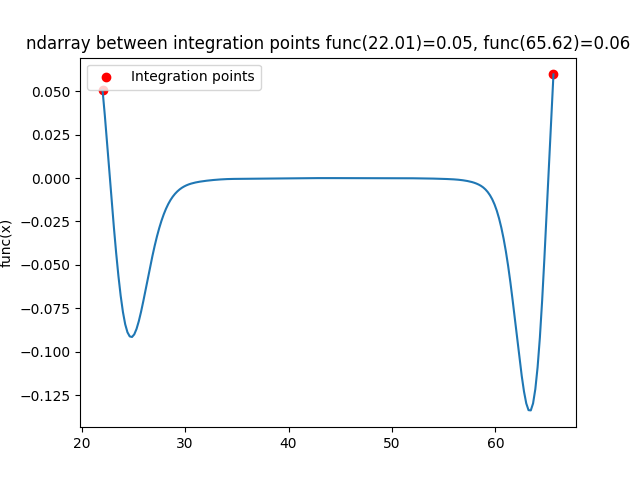 ndarray between integration points func(22.01)=0.05, func(65.62)=0.06
Integration points
0.050
0.025
0.000
−0.025
−0.050
−0.075
−0.100
−0.125
func(x)
20 30 40 50 60